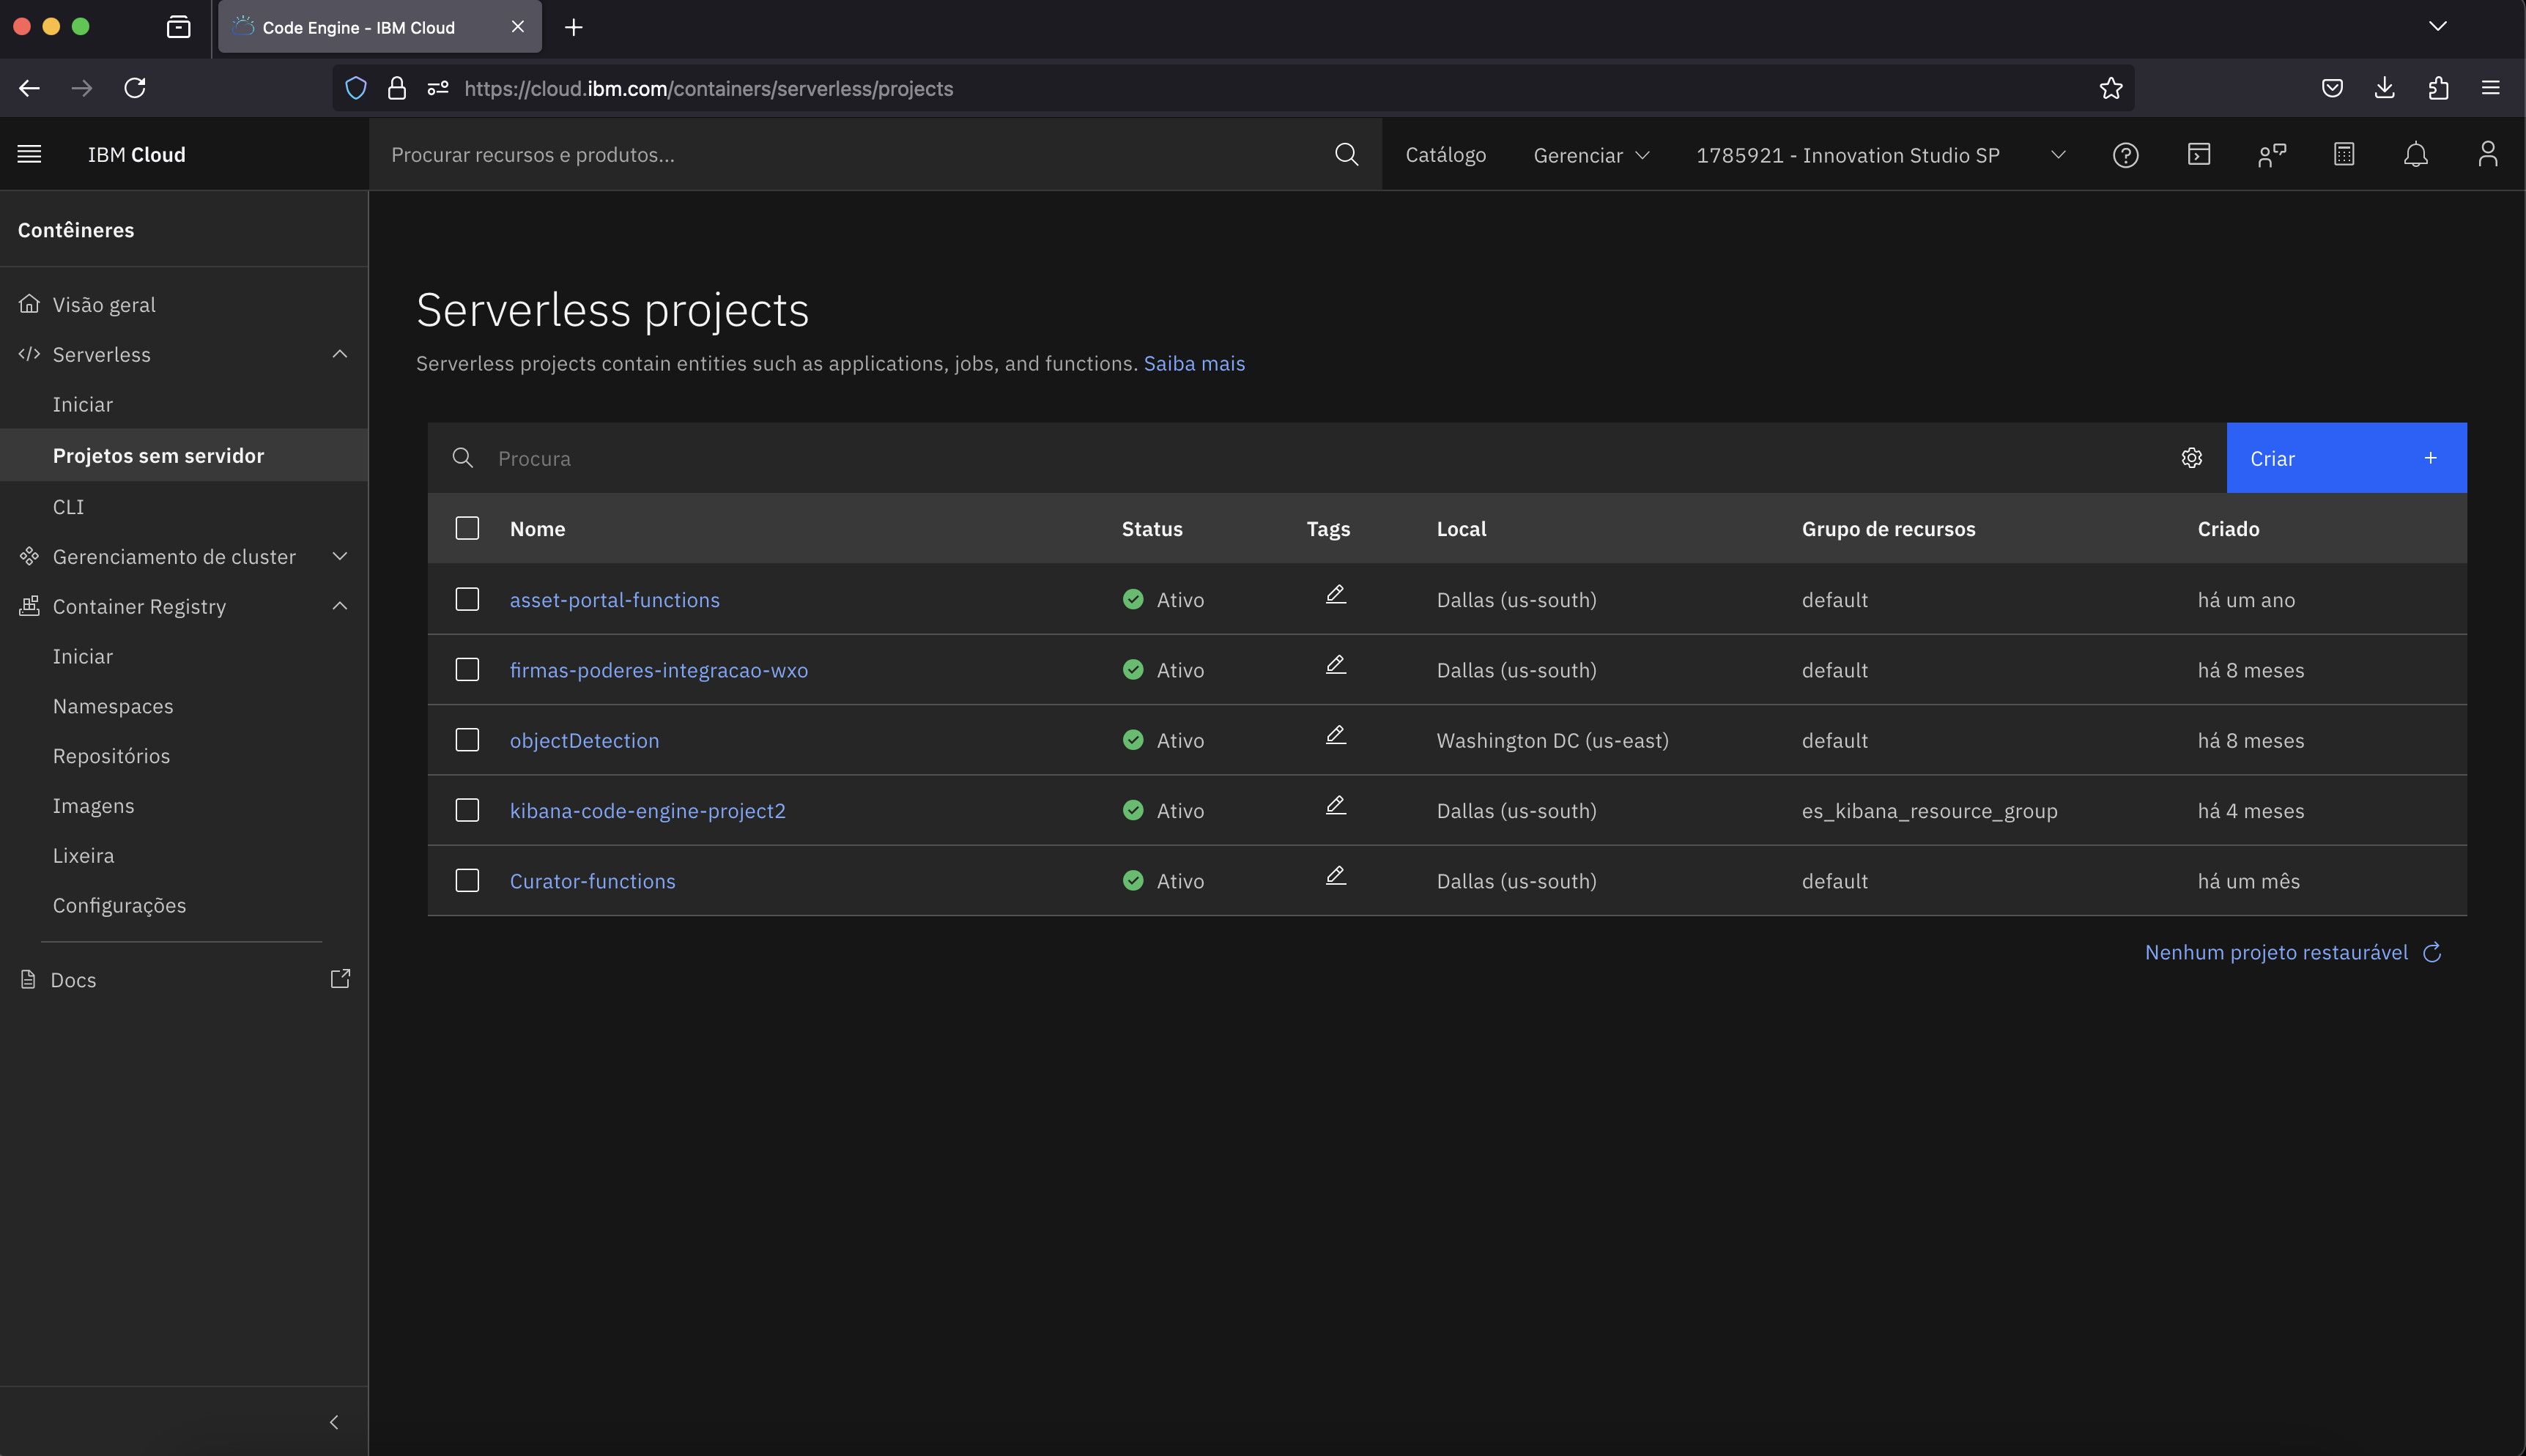 Code Engine - IBM Cloud
https://cloud.ibm.com/containers/serverless/projects
IBM Cloud
Procurar recursos e produtos...
Catálogo
Gerenciar
1785921 - Innovation Studio SP
Contêineres
Visão geral
Serverless
Iniciar
Projetos sem servidor
CLI
Gerenciamento de cluster
Container Registry
Iniciar
Namespaces
Repositórios
Imagens
Lixeira
Configurações
Docs
Serverless projects
Serverless projects contain entities such as applications, jobs, and functions. Saiba mais
Procura
Criar
Nome Status Tags Local Grupo de recursos Criado
asset-portal-functions Ativo Dallas (us-south) default há um ano
firmas-poderes-integracao-wxo Ativo Dallas (us-south) default há 8 meses
objectDetection Ativo Washington DC (us-east) default há 8 meses
kibana-code-engine-project2 Ativo Dallas (us-south) es_kibana_resource_group há 4 meses
Curator-functions Ativo Dallas (us-south) default há um mês
Nenhum projeto restaurável